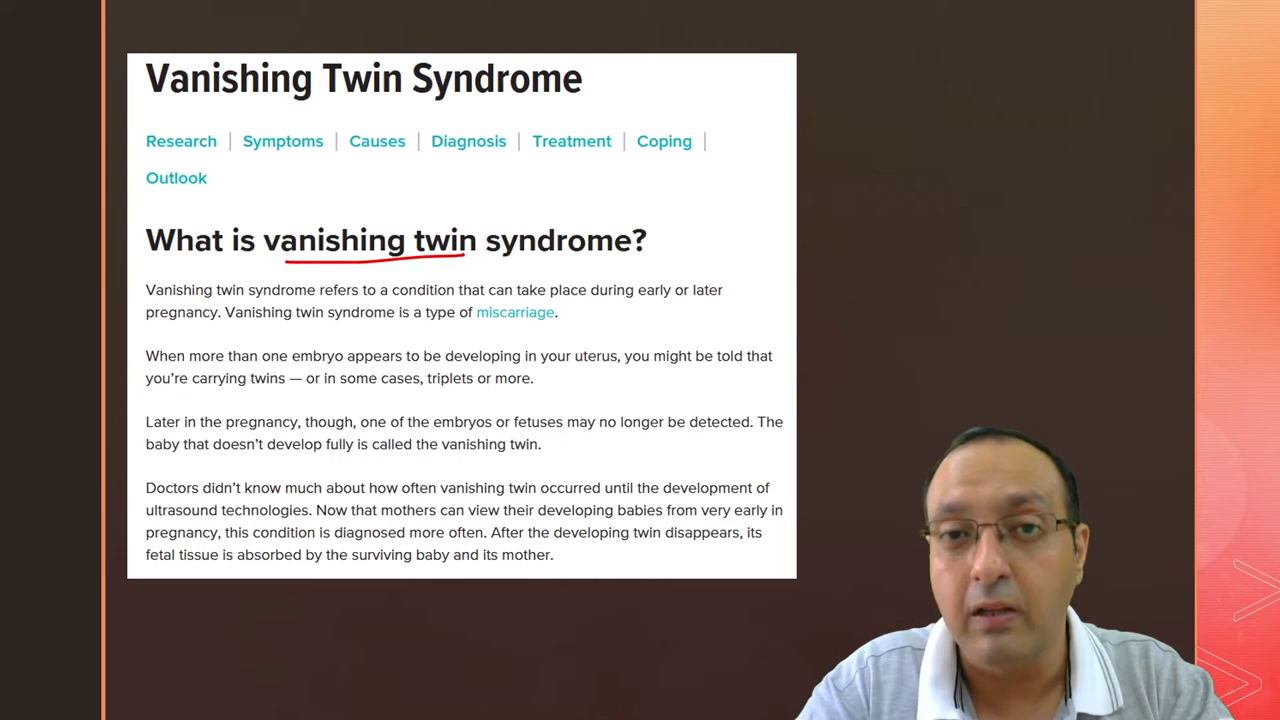 Vanishing Twin Syndrome
Research | Symptoms | Causes | Diagnosis | Treatment | Coping |
Outlook
What is vanishing twin syndrome?
Vanishing twin syndrome refers to a condition that can take place during early or later
pregnancy. Vanishing twin syndrome is a type of miscarriage.
When more than one embryo appears to be developing in your uterus, you might be told that
you’re carrying twins — or in some cases, triplets or more.
Later in the pregnancy, though, one of the embryos or fetuses may no longer be detected. The
baby that doesn’t develop fully is called the vanishing twin.
Doctors didn’t know much about how often vanishing twin occurred until the development of
ultrasound technologies. Now that mothers can view their developing babies from very early in
pregnancy, this condition is diagnosed more often. After the developing twin disappears, its
fetal tissue is absorbed by the surviving baby and its mother.